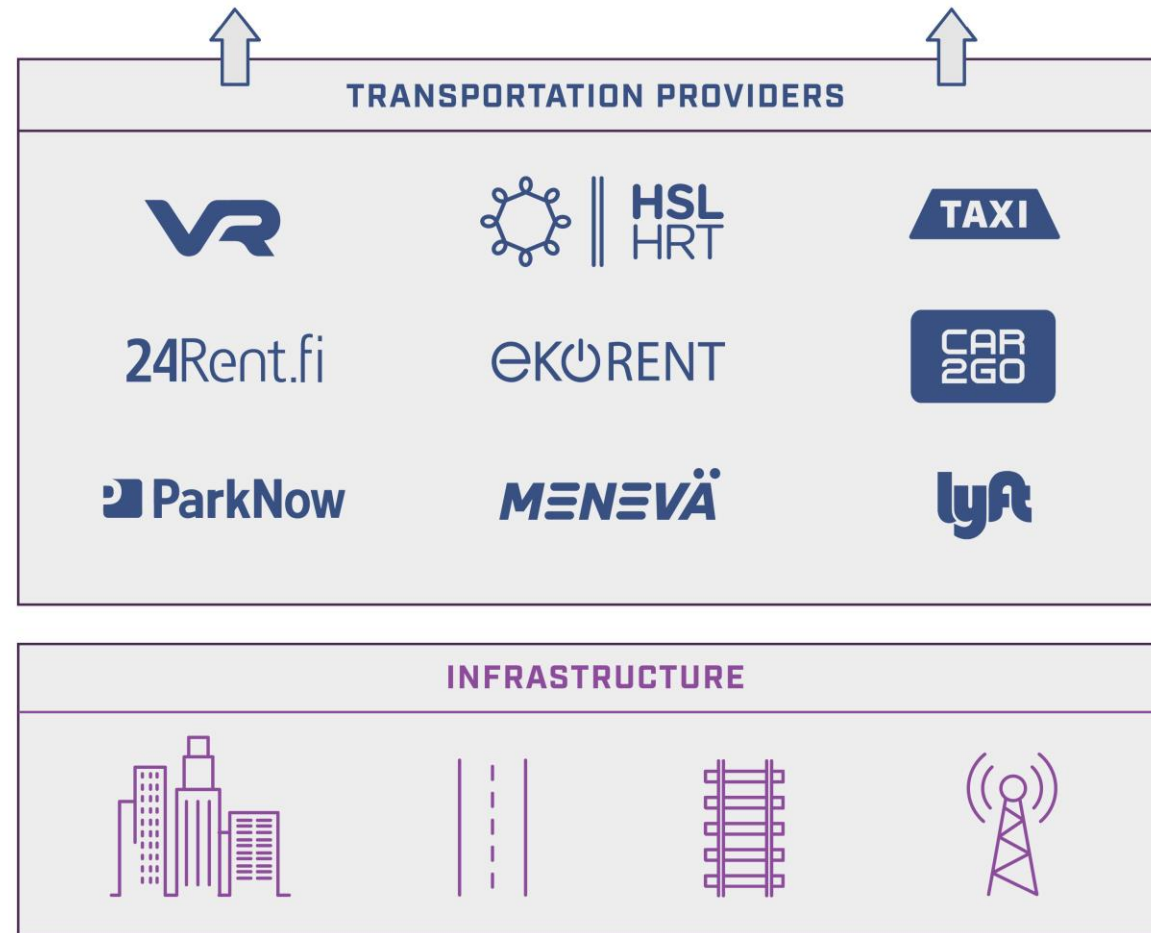 TRANSPORTATION PROVIDERS
VR
HSL
HRT
TAXI
24Rent.fi
eKORENT
CAR
2GO
ParkNow
MENEVÄ
lyft
INFRASTRUCTURE